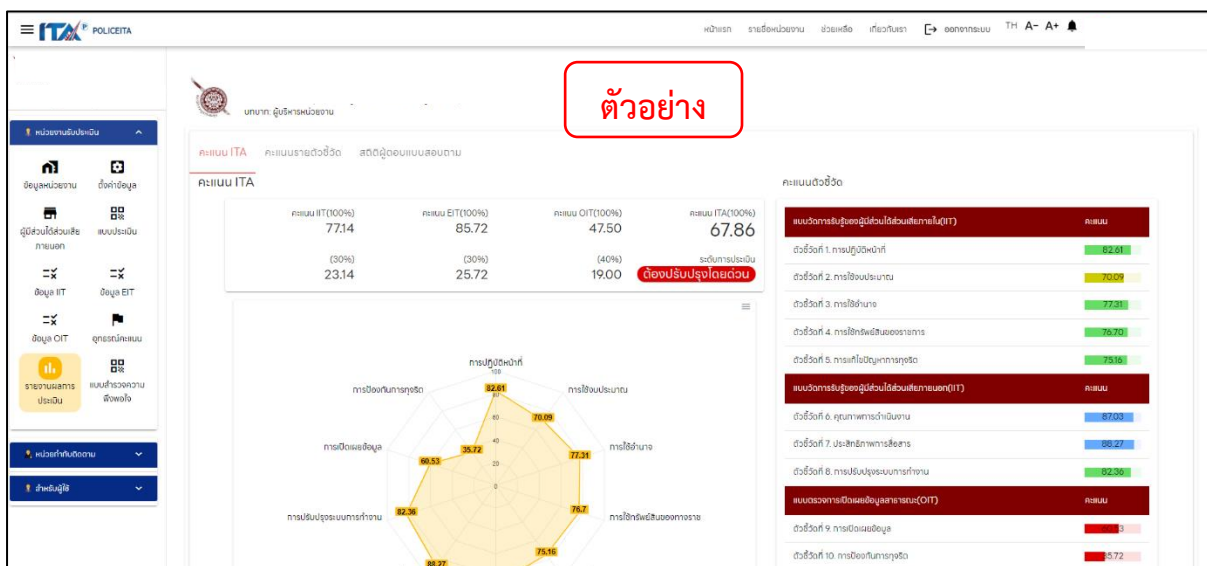 ITA P POLICEITA
หน้าแรก รายชื่อหน่วยงาน ช่วยเหลือ เกี่ยวกับเรา ออกจากระบบ TH A- A+
ตัวอย่าง
บทบาท: ผู้บริหารหน่วยงาน
หน่วยงานรับประเมิน
ข้อมูลหน่วยงาน ตั้งค่าข้อมูล
ผู้มีส่วนได้ส่วนเสีย
ภายนอก
แบบประเมิน
ข้อมูล IIT ข้อมูล EIT
ข้อมูล OIT อุทธรณ์คะแนน
รายงานผลการ
ประเมิน
แบบสำรวจความ
พึงพอใจ
หน่วยกำกับติดตาม
สำหรับผู้ใช้
คะแนน ITA คะแนนรายตัวชี้วัด สถิติผู้ตอบแบบสอบถาม
คะแนน ITA
คะแนน IIT(100%) คะแนน EIT(100%) คะแนน OIT(100%) คะแนน ITA(100%)
77.14 85.72 47.50 67.86
(30%) (30%) (40%) ระดับการประเมิน
23.14 25.72 19.00 ต้องปรับปรุงโดยด่วน
การปฏิบัติหน้าที่
การป้องกันการทุจริต การใช้งบประมาณ
การเปิดเผยข้อมูล การใช้อำนาจ
การปรับปรุงระบบการทำงาน การใช้ทรัพย์สินของทางราช
100
80
60
40
20
0
82.61
70.09
35.72
60.53
77.31
82.36
76.7
75.16
88.27
คะแนนตัวชี้วัด
แบบวัดการรับรู้ของผู้มีส่วนได้ส่วนเสียภายใน(IIT) คะแนน
ตัวชี้วัดที่ 1. การปฏิบัติหน้าที่ 82.61
ตัวชี้วัดที่ 2. การใช้งบประมาณ 70.09
ตัวชี้วัดที่ 3. การใช้อำนาจ 77.31
ตัวชี้วัดที่ 4. การใช้ทรัพย์สินของราชการ 76.70
ตัวชี้วัดที่ 5. การแก้ไขปัญหาการทุจริต 75.16
แบบวัดการรับรู้ของผู้มีส่วนได้ส่วนเสียภายนอก(IIT) คะแนน
ตัวชี้วัดที่ 6. คุณภาพการดำเนินงาน 87.03
ตัวชี้วัดที่ 7. ประสิทธิภาพการสื่อสาร 88.27
ตัวชี้วัดที่ 8. การปรับปรุงระบบการทำงาน 82.36
แบบตรวจการเปิดเผยข้อมูลสาธารณะ(OIT) คะแนน
ตัวชี้วัดที่ 9. การเปิดเผยข้อมูล 60.53
ตัวชี้วัดที่ 10. การป้องกันการทุจริต 35.72